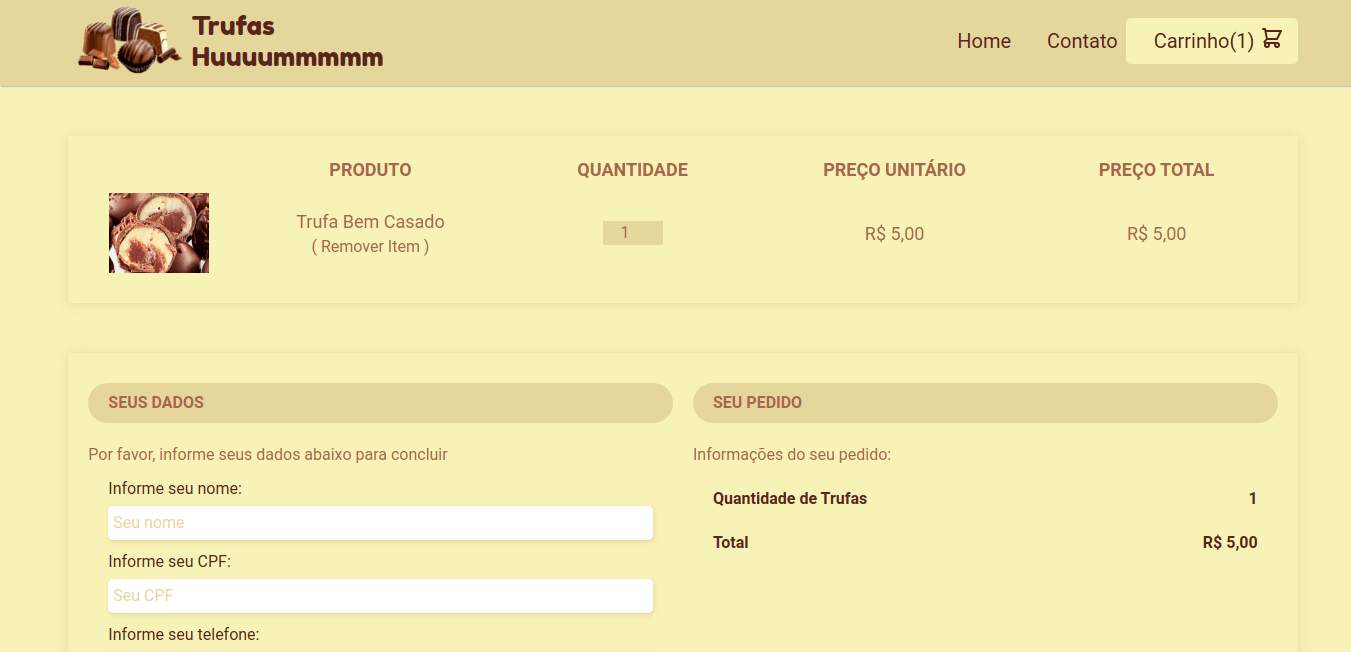 Trufas
Huuuummmmm
Home Contato Carrinho(1)
PRODUTO QUANTIDADE PREÇO UNITÁRIO PREÇO TOTAL
Trufa Bem Casado
( Remover Item )
1 R$ 5,00 R$ 5,00
SEUS DADOS
Por favor, informe seus dados abaixo para concluir
Informe seu nome:
Seu nome
Informe seu CPF:
Seu CPF
Informe seu telefone:
SEU PEDIDO
Informações do seu pedido:
Quantidade de Trufas 1
Total R$ 5,00